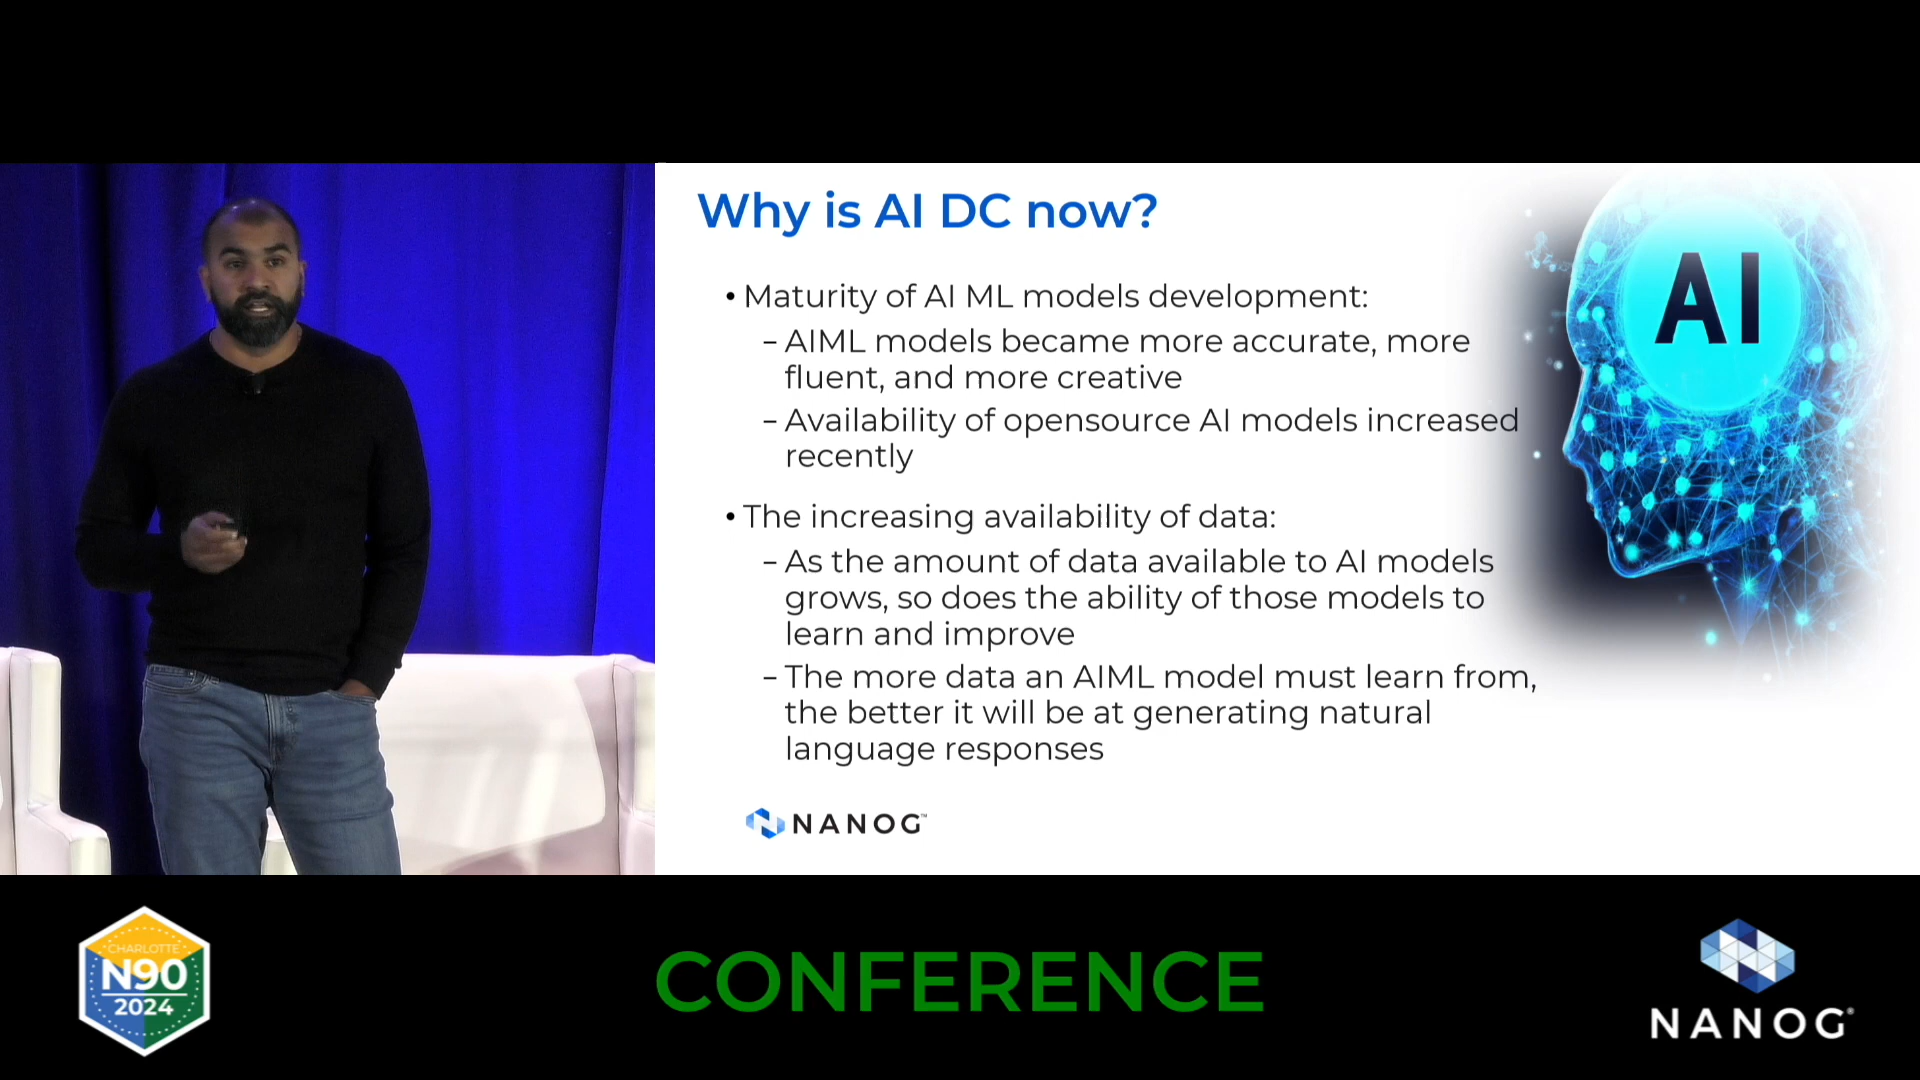 Why is AI DC now?
AI
• Maturity of AI ML models development:
– AIML models became more accurate, more
fluent, and more creative
– Availability of opensource AI models increased
recently
• The increasing availability of data:
– As the amount of data available to AI models
grows, so does the ability of those models to
learn and improve
– The more data an AIML model must learn from,
the better it will be at generating natural
language responses
NANOG™
CHARLOTTE
N90
2024
CONFERENCE
NANOG®